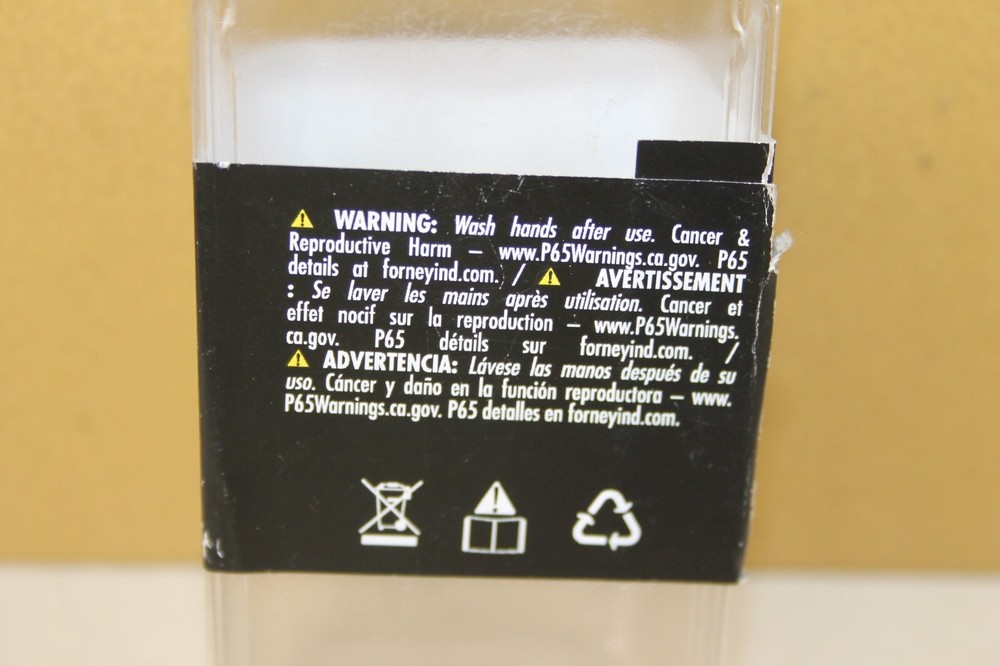 WARNING: Wash hands after use. Cancer &
Reproductive Harm – www.P65Warnings.ca.gov. P65
details at forneyind.com. / AVERTISSEMENT
: Se laver les mains après utilisation. Cancer et
effet nocif sur la reproduction – www.P65Warnings.
ca.gov. P65 détails sur forneyind.com. /
ADVERTENCIA: Lávese las manos después de su
uso. Cáncer y daño en la función reproductora – www.
P65Warnings.ca.gov. P65 detalles en forneyind.com.